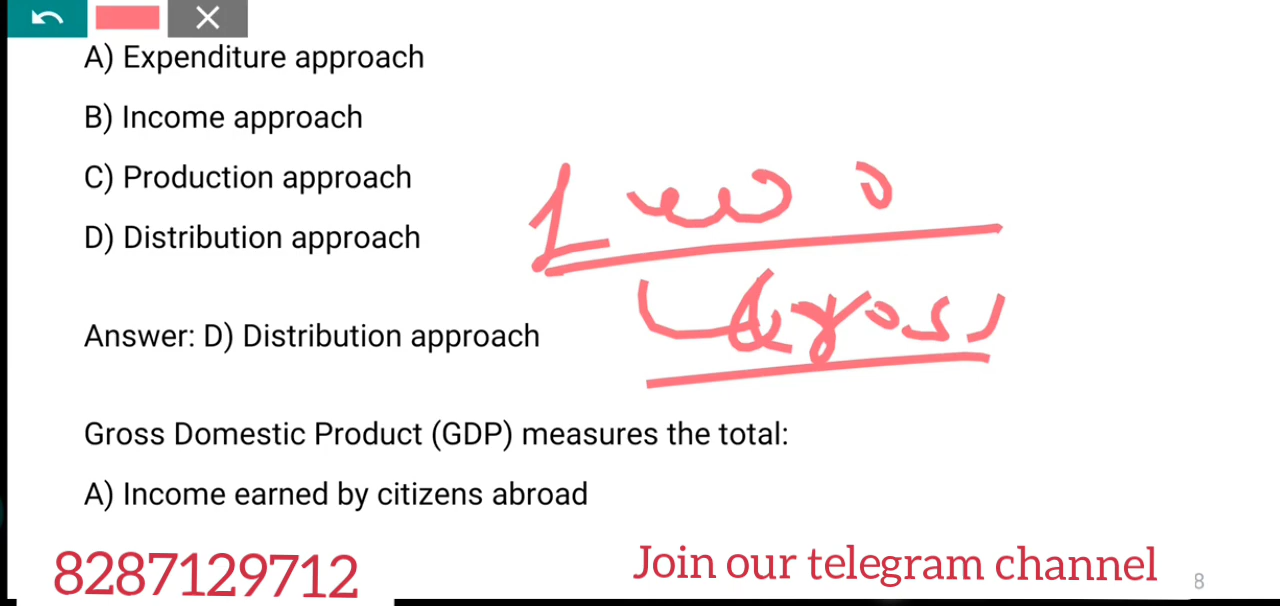 A) Expenditure approach
B) Income approach
C) Production approach
D) Distribution approach
Answer: D) Distribution approach
Gross
Gross Domestic Product (GDP) measures the total:
A) Income earned by citizens abroad
8287129712
Join our telegram channel
8